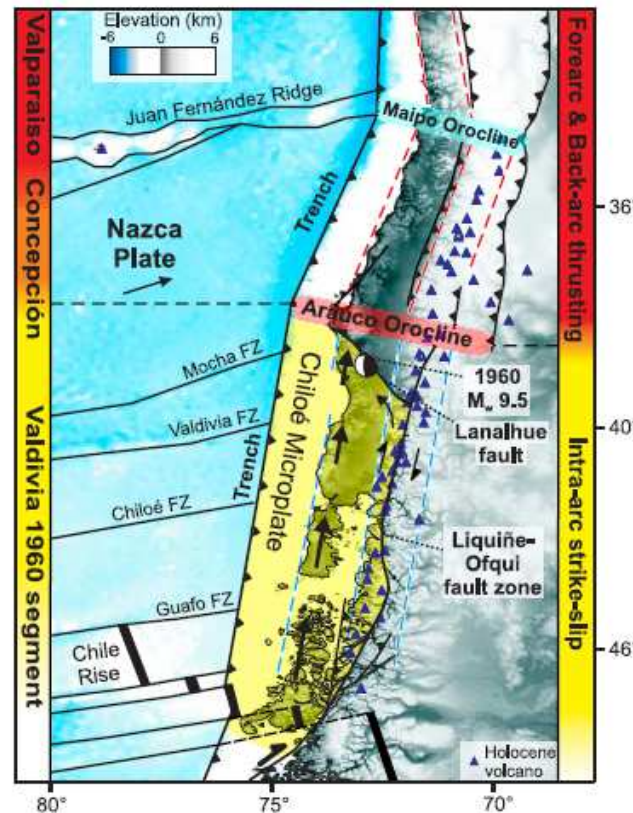 Elevation (km)
-6 0 6
Valparaiso
Concepción
Valdivia 1960 segment
Forearc & Back-arc thrusting
Intra-arc strike-slip
Juan Fernández Ridge
Maipo Orocline
Nazca
Plate
Trench
36°
Arauco Orocline
Mocha FZ
1960
Mw 9.5
Lanalhue
fault
Chiloé Microplate
Valdivia FZ
40°
Trench
Chiloé FZ
Liquiñe-
Ofqui
fault zone
Guafo FZ
Chile
Rise
46°
Holocene
volcano
80° 75° 70°